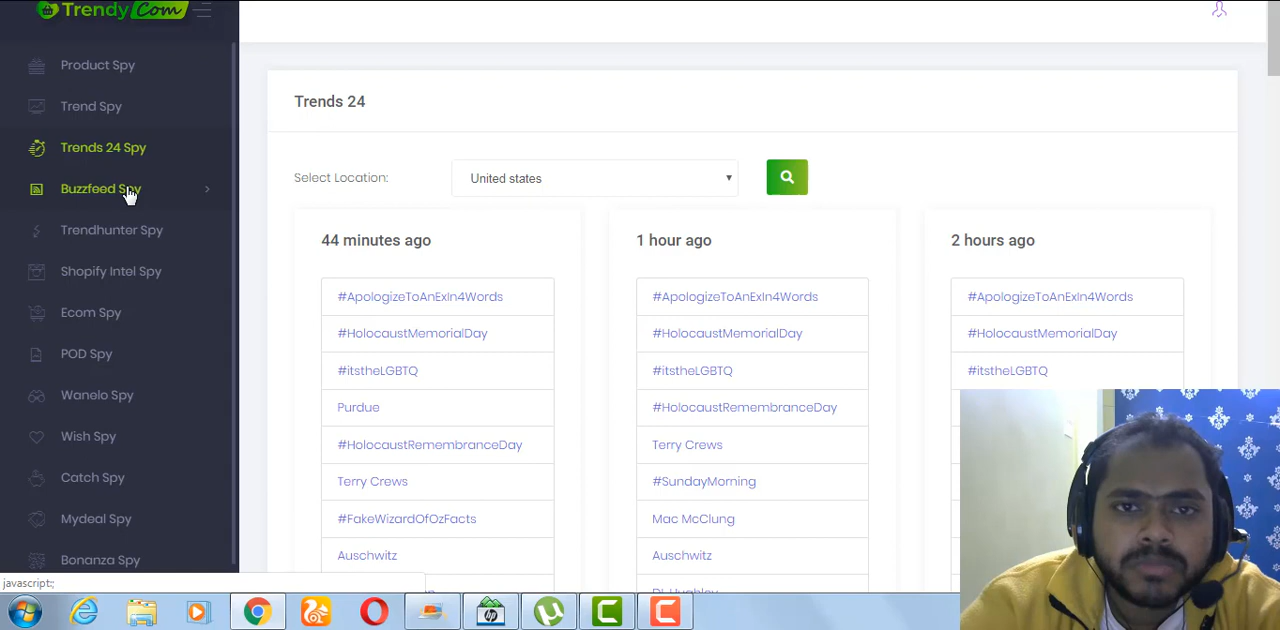 Trendy Com
Product Spy
Trend Spy
Trends 24 Spy
Buzzfeed Spy
Trendhunter Spy
Shopify Intel Spy
Ecom Spy
POD Spy
Wanelo Spy
Wish Spy
Catch Spy
Mydeal Spy
Bonanza Spy
javascript:;
Trends 24
Select Location:
United states
44 minutes ago
#ApologizeToAnExIn4Words
#HolocaustMemorialDay
#itstheLGBTQ
Purdue
#HolocaustRemembranceDay
Terry Crews
#FakeWizardOfOzFacts
Auschwitz
1 hour ago
#ApologizeToAnExIn4Words
#HolocaustMemorialDay
#itstheLGBTQ
#HolocaustRemembranceDay
Terry Crews
#SundayMorning
Mac McClung
Auschwitz
2 hours ago
#ApologizeToAnExIn4Words
#HolocaustMemorialDay
#itstheLGBTQ